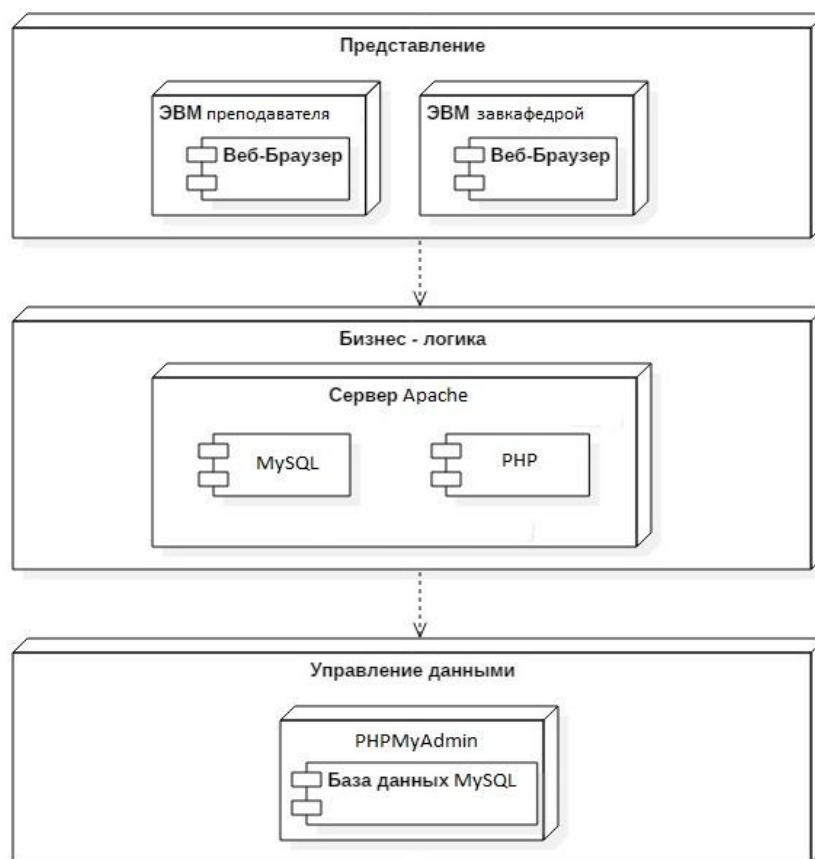 Представление
ЭВМ преподавателя
Веб-Браузер
ЭВМ завкафедрой
Веб-Браузер
Бизнес - логика
Сервер Apache
MySQL
PHP
Управление данными
PHPMyAdmin
База данных MySQL